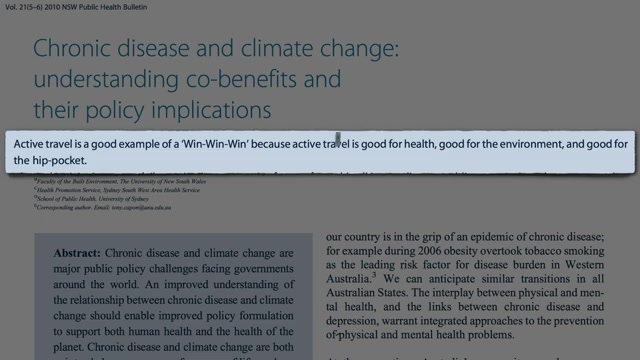 Vol. 21(5–6) 2010 NSW Public Health Bulletin
Chronic disease and climate change:
understanding co-benefits and
their policy implications
Active travel is a good example of a ‘Win-Win-Win’ because active travel is good for health, good for the environment, and good for
the hip-pocket.
Faculty of the Built Environment, The University of New South Wales
Health Promotion Service, Sydney South West Area Health Service
School of Public Health, University of Sydney
Corresponding author. Email: tony.capon@anu.edu.au
Abstract: Chronic disease and climate change are
major public policy challenges facing governments
around the world. An improved understanding of
the relationship between chronic disease and climate
change should enable improved policy formulation
to support both human health and the health of the
planet. Chronic disease and climate change are both
our country is in the grip of an epidemic of chronic disease;
for example during 2006 obesity overtook tobacco smoking
as the leading risk factor for disease burden in Western
Australia.3 We can anticipate similar transitions in all
Australian States. The interplay between physical and men-
tal health, and the links between chronic disease and
depression, warrant integrated approaches to the prevention
of physical and mental health problems.